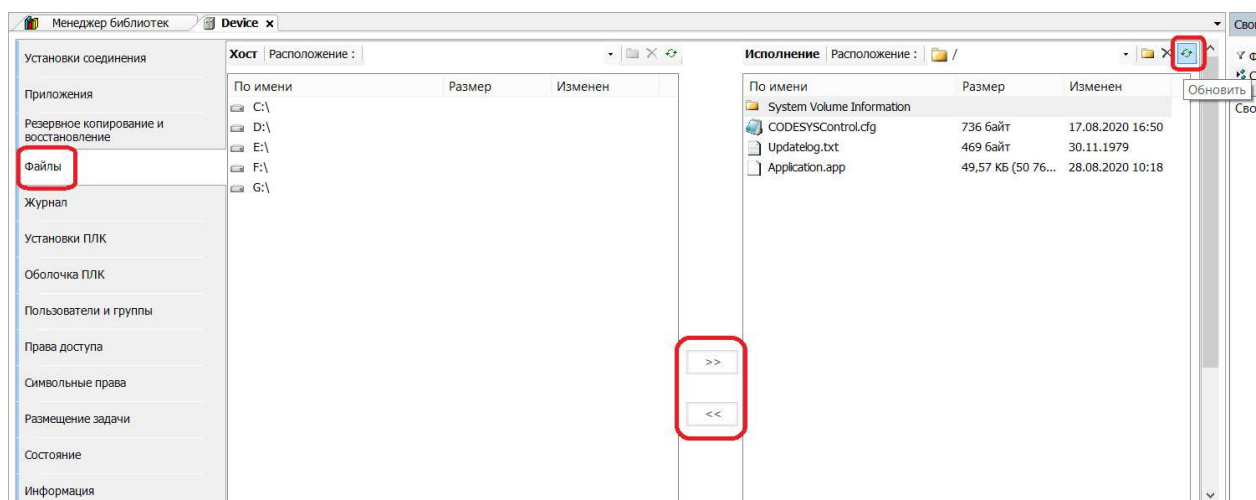 Менеджер библиотек
Device x
Сво
Установки соединения
Приложения
Резервное копирование и
восстановление
Файлы
Журнал
Установки ПЛК
Оболочка ПЛК
Пользователи и группы
Права доступа
Символьные права
Размещение задачи
Состояние
Информация
Хост Расположение :
По имени Размер Изменен
C:\
D:\
E:\
F:\
G:\
>>
<<
Исполнение Расположение : /
По имени Размер Изменен
System Volume Information
CODESYSControl.cfg 736 байт 17.08.2020 16:50
Updatelog.txt 469 байт 30.11.1979
Application.app 49,57 КБ (50 76... 28.08.2020 10:18
Обновить
Сво